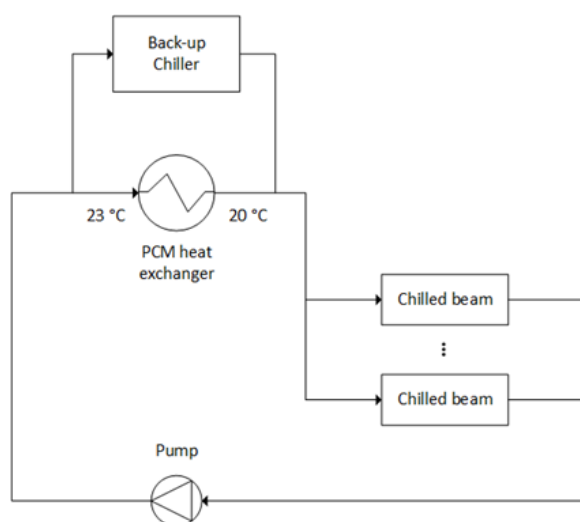 Back-up
Chiller
23 °C
20 °C
PCM heat
exchanger
Chilled beam
Chilled beam
Pump